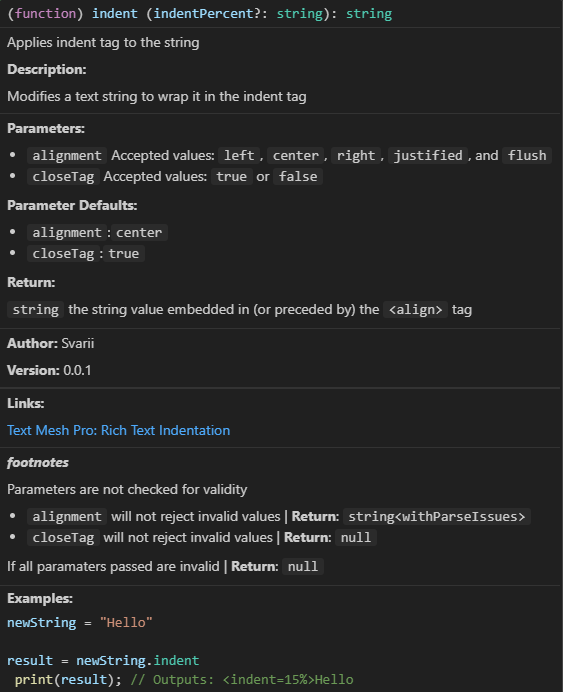 (function) indent (indentPercent?: string): string
Applies indent tag to the string
Description:
Modifies a text string to wrap it in the indent tag
Parameters:
• alignment Accepted values: left, center, right, justified, and flush
• closeTag Accepted values: true or false
Parameter Defaults:
• alignment : center
• closeTag : true
Return:
string the string value embedded in (or preceded by) the <align> tag
Author: Svarii
Version: 0.0.1
Links:
Text Mesh Pro: Rich Text Indentation
footnotes
Parameters are not checked for validity
• alignment will not reject invalid values | Return: string<withParseIssues>
• closeTag will not reject invalid values | Return: null
If all paramaters passed are invalid | Return: null
Examples:
newString = "Hello"
result = newString.indent
print(result); // Outputs: <indent=15%>Hello